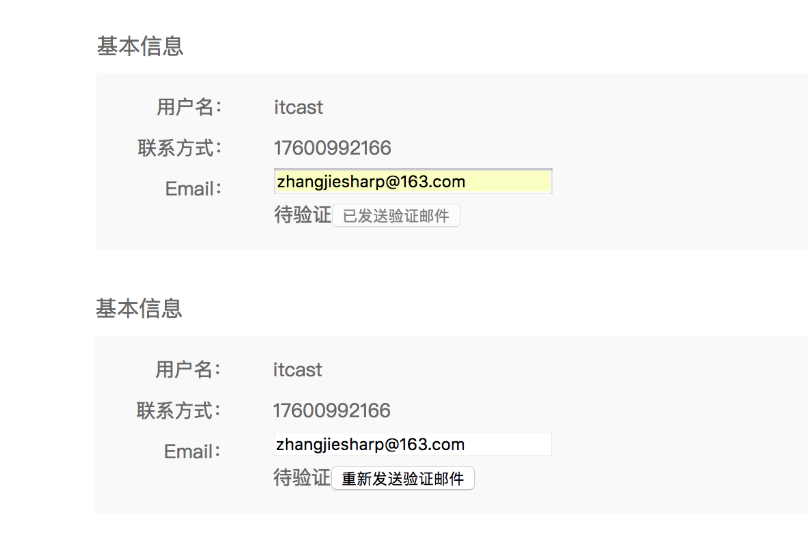 基本信息
用户名： itcast
联系方式： 17600992166
Email： zhangjiesharp@163.com
待验证 已发送验证邮件
基本信息
用户名： itcast
联系方式： 17600992166
Email： zhangjiesharp@163.com
待验证 重新发送验证邮件